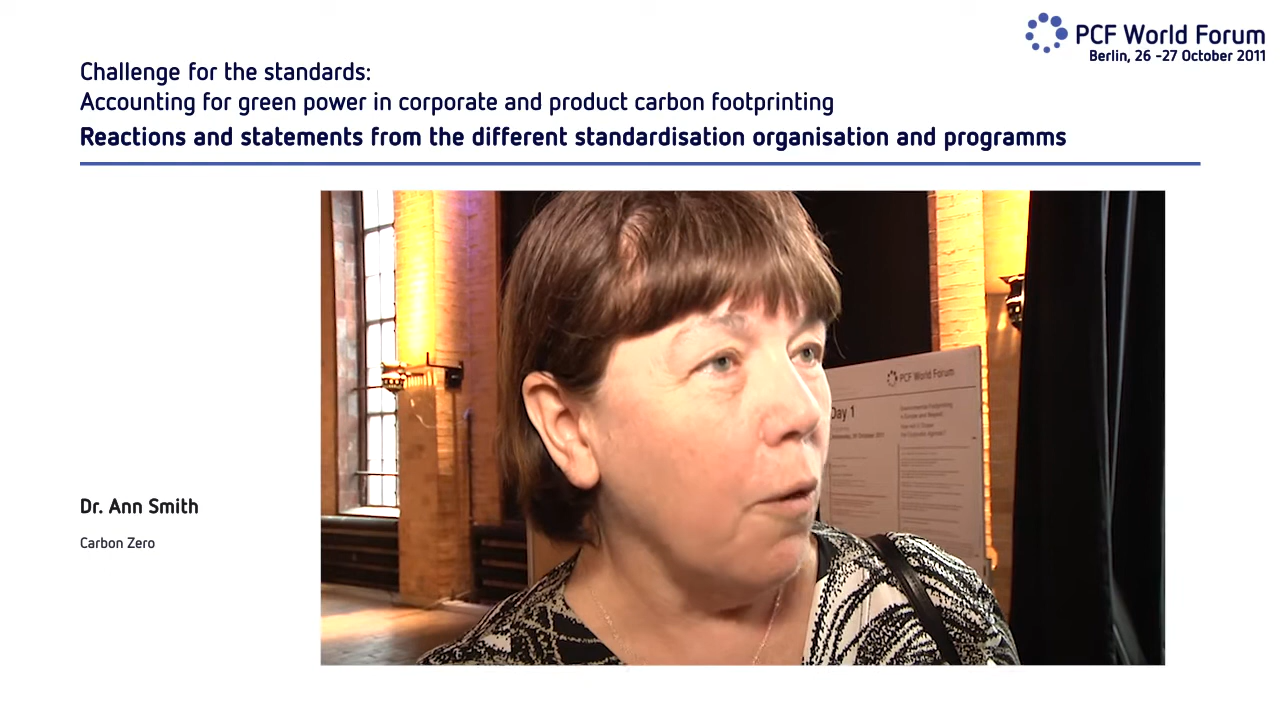 PCF World Forum
Berlin, 26 -27 October 2011
Challenge for the standards:
Accounting for green power in corporate and product carbon footprinting
Reactions and statements from the different standardisation organisation and programms
PCF World Forum
Day 1
Dr. Ann Smith
Carbon Zero